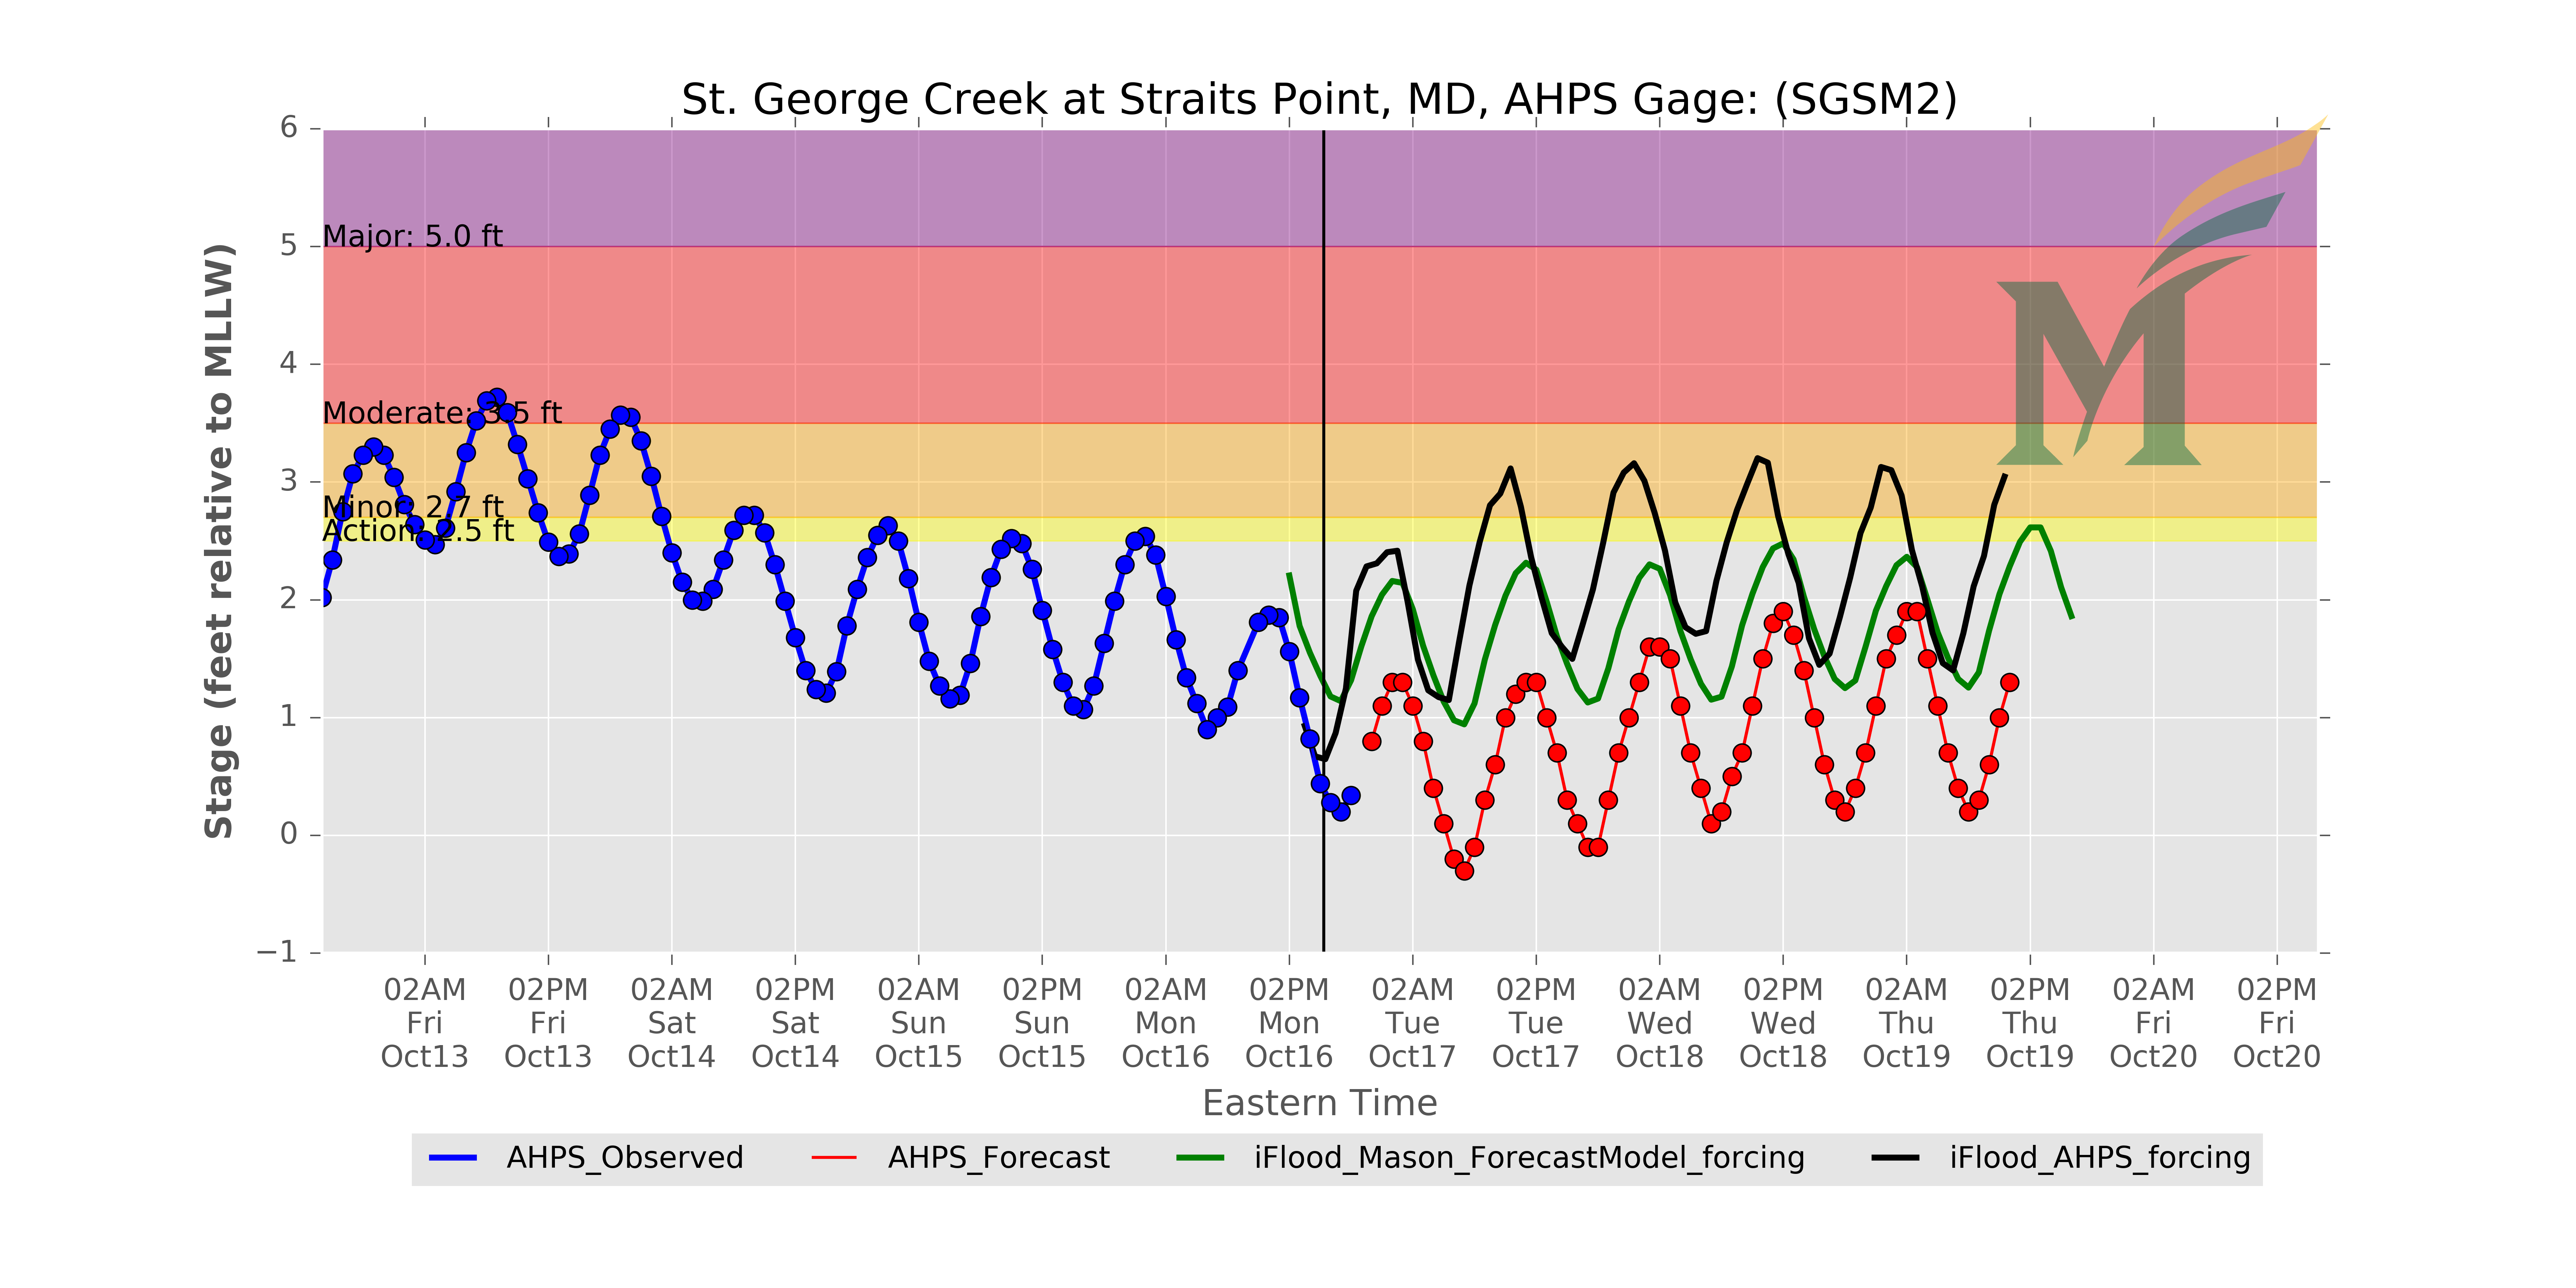 St. George Creek at Straits Point, MD, AHPS Gage: (SGSM2)
Stage (feet relative to MLLW)
6
5
4
3
2
1
0
−1
Major: 5.0 ft
Moderate: 3.5 ft
Minor: 2.7 ft
Action: 2.5 ft
M
02AM 02PM 02AM 02PM 02AM 02PM 02AM 02PM 02AM 02PM 02AM 02PM 02AM 02PM 02AM 02PM
Fri Fri Sat Sat Sun Sun Mon Mon Tue Tue Wed Wed Thu Thu Fri Fri
Oct13 Oct13 Oct14 Oct14 Oct15 Oct15 Oct16 Oct16 Oct17 Oct17 Oct18 Oct18 Oct19 Oct19 Oct20 Oct20
Eastern Time
AHPS_Observed AHPS_Forecast iFlood_Mason_ForecastModel_forcing iFlood_AHPS_forcing